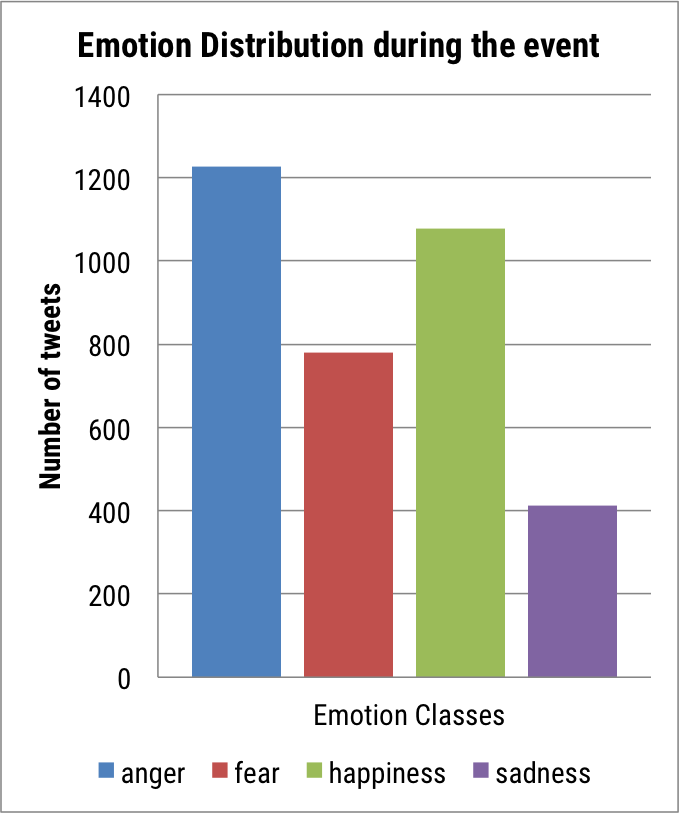 Emotion Distribution during the event
1400
1200
1000
800
600
400
200
0
Number of tweets
Emotion Classes
anger fear happiness sadness